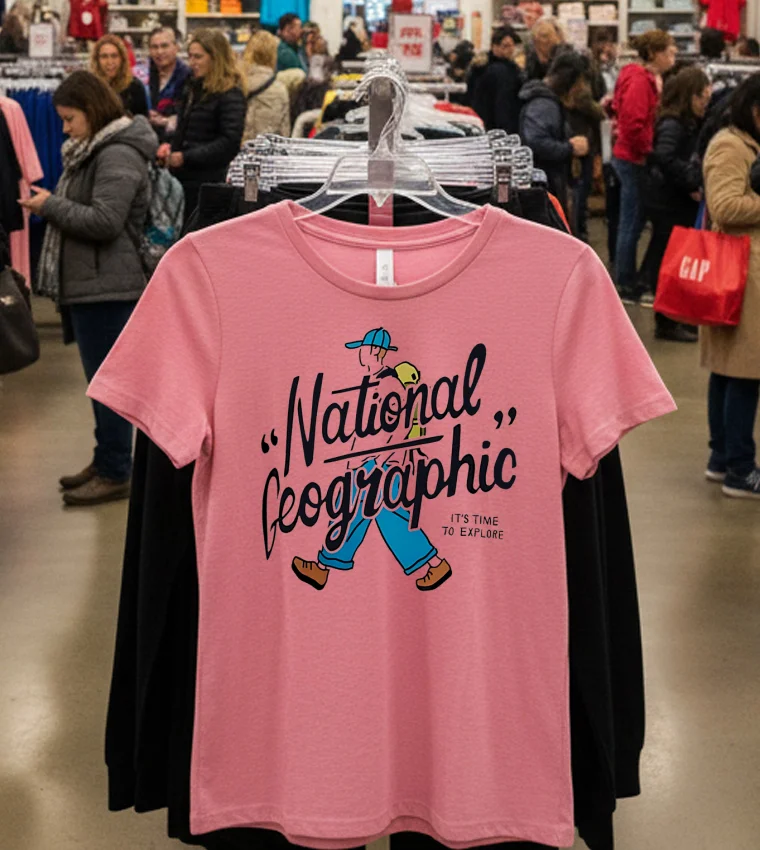 “National
Geographic”
IT'S TIME
TO EXPLORE
GAP